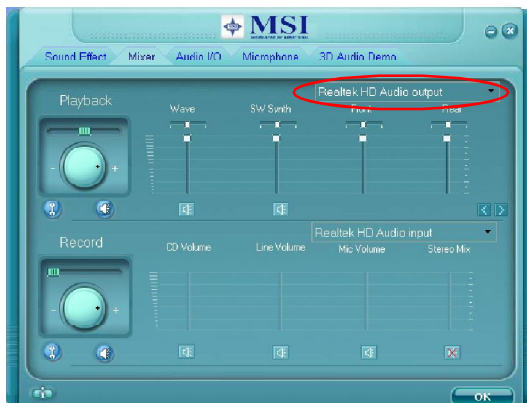 MSI
Sound Effect Mixer Audio I/O Microphone 3D Audio Demo
Realtek HD Audio output
Playback
Wave SW Synth Front Rear
- +
Realtek HD Audio input
Record
CD Volume Line Volume Mic Volume Stereo Mix
- +
OK